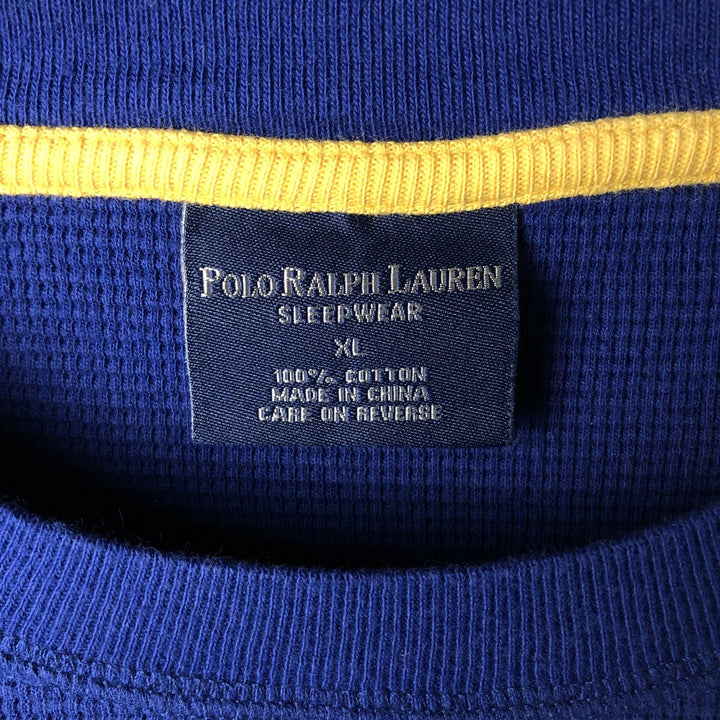 POLO RALPH LAUREN
SLEEPWEAR
XL
100% COTTON
MADE IN CHINA
CARE ON REVERSE